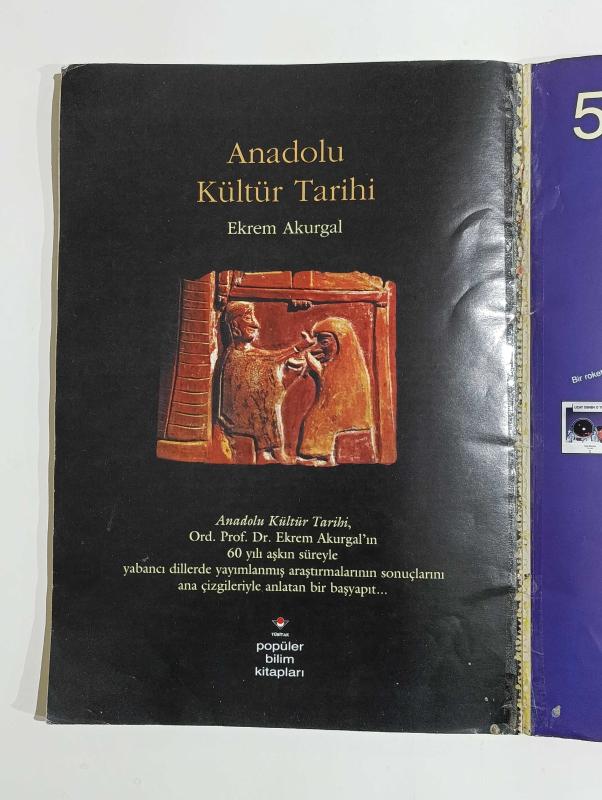 Anadolu
Kültür Tarihi
Ekrem Akurgal
Anadolu Kültür Tarihi,
Ord. Prof. Dr. Ekrem Akurgal'ın
60 yılı aşkın süreyle
yabancı dillerde yayımlanmış araştırmalarının sonuçlarını
ana çizgileriyle anlatan bir başyapıt...
TÜBİTAK
popüler
bilim
kitapları
5
Bir roket